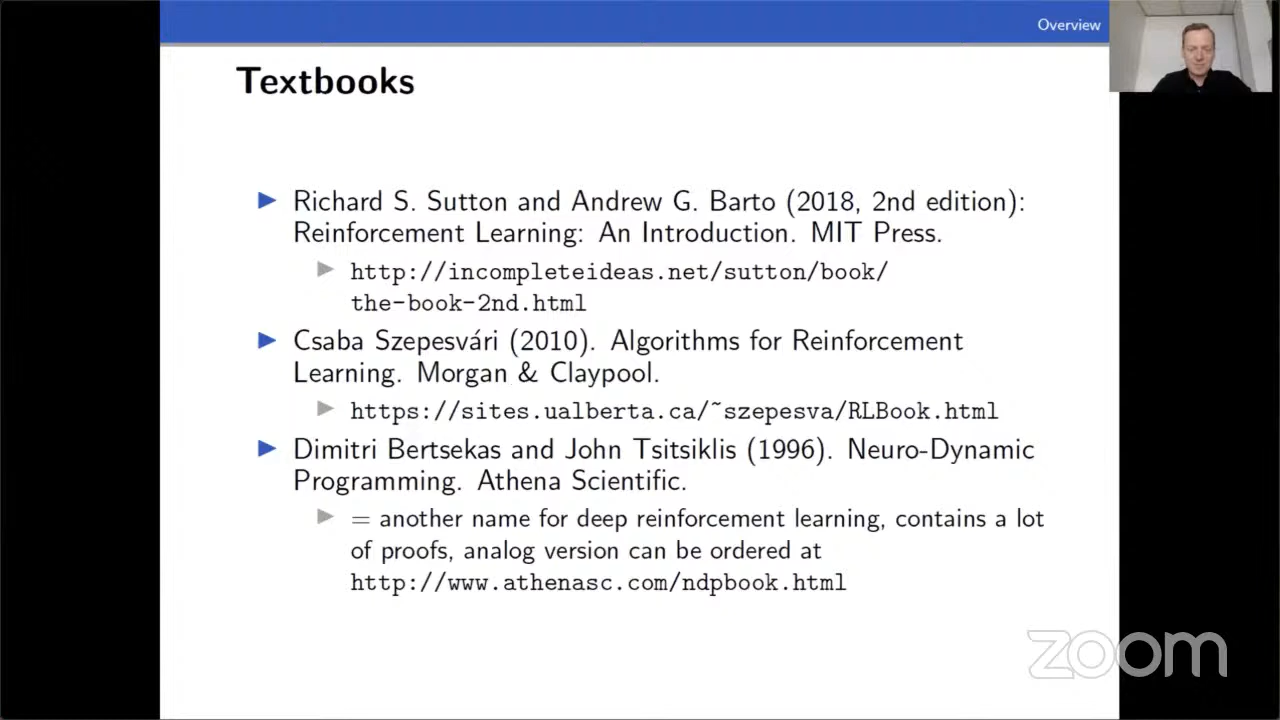 Overview
Textbooks
Richard S. Sutton and Andrew G. Barto (2018, 2nd edition):
Reinforcement Learning: An Introduction. MIT Press.
http://incompleteideas.net/sutton/book/
the-book-2nd.html
Csaba Szepesvári (2010). Algorithms for Reinforcement
Learning. Morgan & Claypool.
https://sites.ualberta.ca/~szepesva/RLBook.html
Dimitri Bertsekas and John Tsitsiklis (1996). Neuro-Dynamic
Programming. Athena Scientific.
= another name for deep reinforcement learning, contains a lot
of proofs, analog version can be ordered at
http://www.athenasc.com/ndpbook.html
zoom